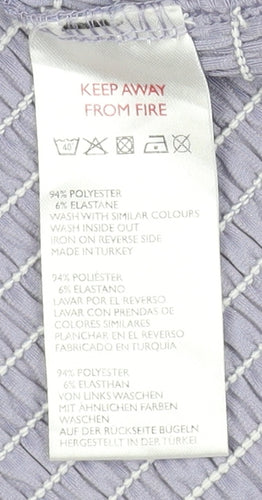 KEEP AWAY
FROM FIRE
40
94% POLYESTER
6% ELASTANE
WASH WITH SIMILAR COLOURS
WASH INSIDE OUT
IRON ON REVERSE SIDE
MADE IN TURKEY
94% POLIÉSTER
6% ELASTANO
LAVAR POR EL REVERSO
LAVAR CON PRENDAS DE
COLORES SIMILARES
PLANCHAR EN EL REVERSO
FABRICADO EN TURQUÍA
94% POLYESTER
6% ELASTHAN
VON LINKS WASCHEN
MIT ÄHNLICHEN FARBEN
WASCHEN
AUF DER RÜCKSEITE BÜGELN
HERGESTELLT IN DER TÜRKEI